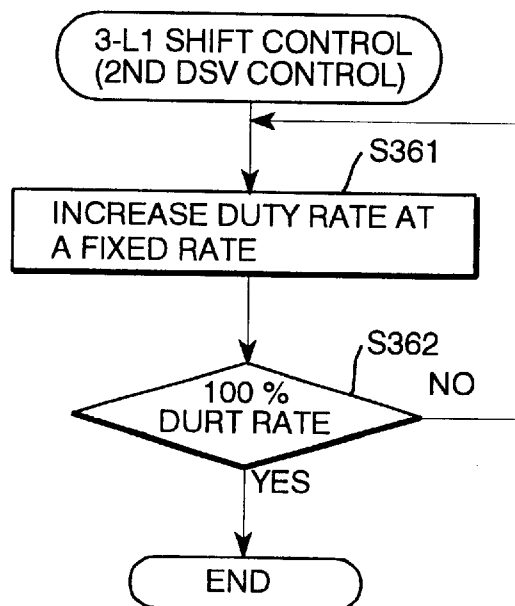 3-L1 SHIFT CONTROL
(2ND DSV CONTROL)
S361
INCREASE DUTY RATE AT
A FIXED RATE
S362
100 %
DURT RATE
NO
YES
END